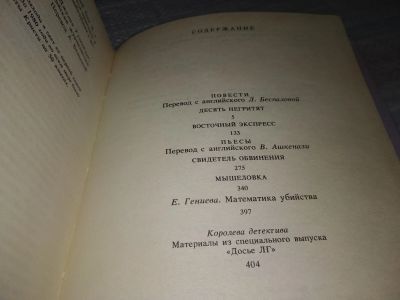 СОДЕРЖАНИЕ
ПОВЕСТИ
Перевод с английского Л. Беспаловой
ДЕСЯТЬ НЕГРИТЯТ
5
ВОСТОЧНЫЙ ЭКСПРЕСС
133
ПЬЕСЫ
Перевод с английского В. Ашкенази
СВИДЕТЕЛЬ ОБВИНЕНИЯ
275
МЫШЕЛОВКА
340
Е. Гениева. Математика убийства
397
Королева детектива
Материалы из специального выпуска
«Досье ЛГ»
404